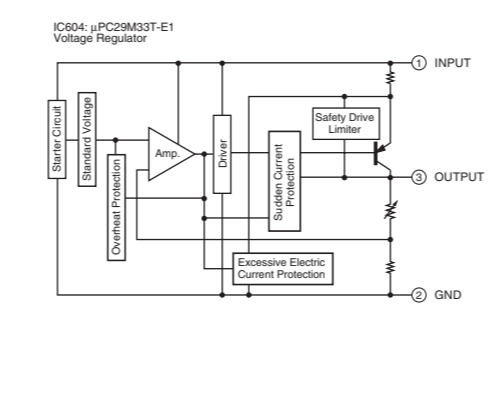 IC604: μPC29M33T-E1
Voltage Regulator
1 INPUT
Starter Circuit
Standard Voltage
Overheat Protection
Amp.
Driver
Sudden Current
Protection
Safety Drive
Limiter
3 OUTPUT
Excessive Electric
Current Protection
2 GND